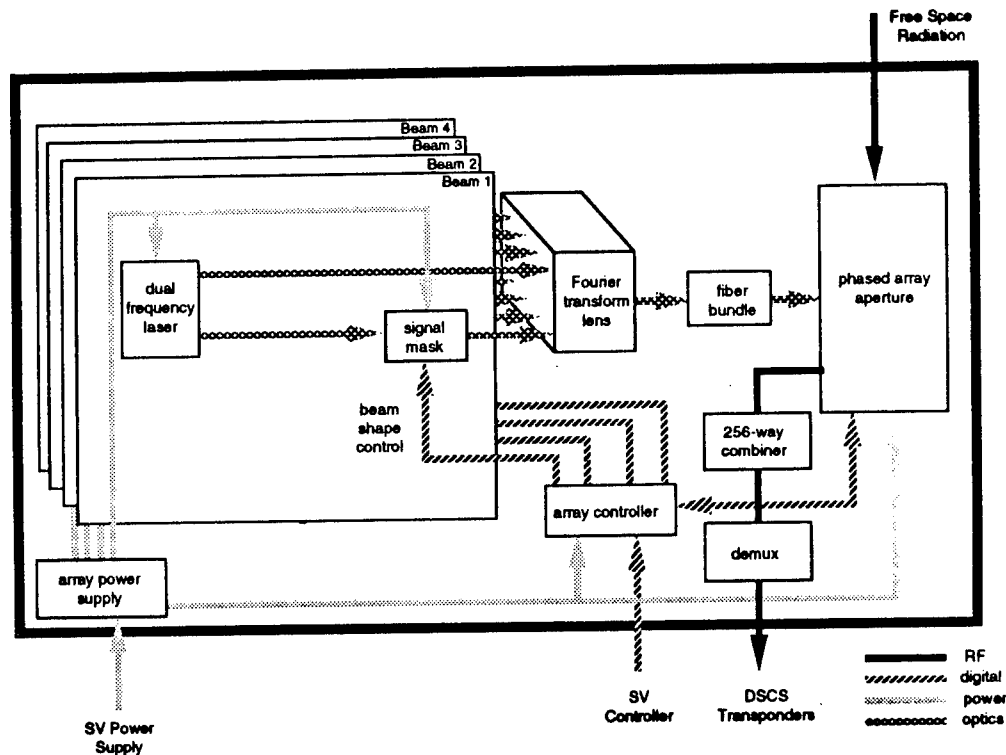 Free Space
Radiation
Beam 4
Beam 3
Beam 2
Beam 1
dual
frequency
laser
signal
mask
Fourier
transform
lens
fiber
bundle
phased array
aperture
beam
shape
control
256-way
combiner
array controller
demux
array power
supply
SV Power
Supply
SV
Controller
DSCS
Transponders
RF
digital
power
optics